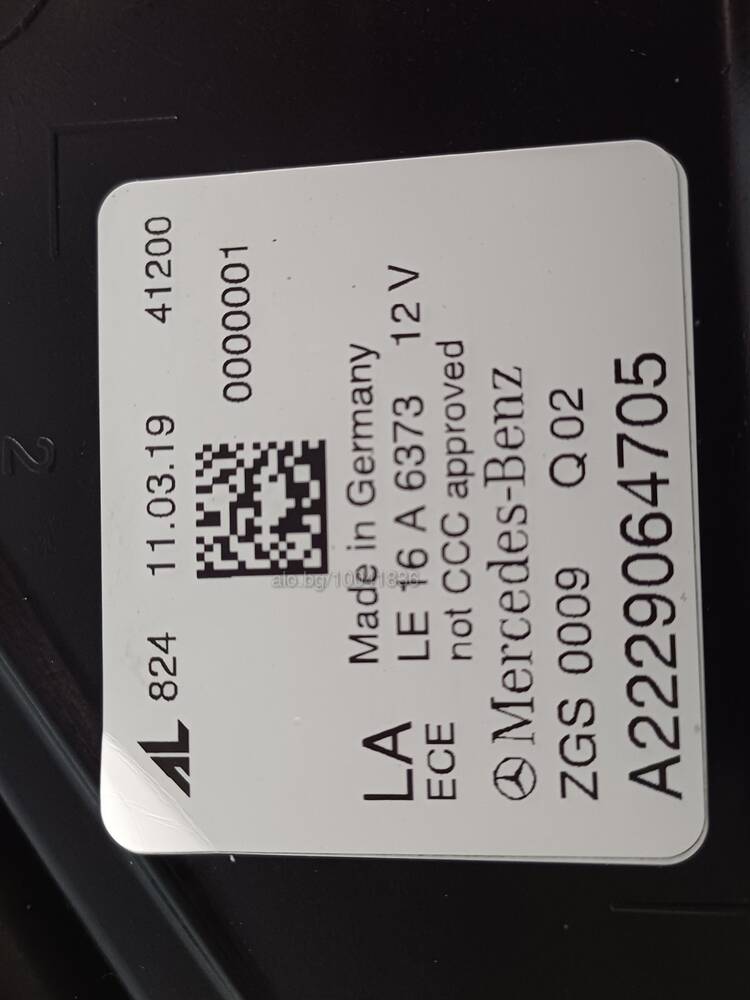 AL 824 11.03.19 41200
0000001
LA Made in Germany
ECE LE 16 A 6373 12 V
not CCC approved
Mercedes-Benz
ZGS 0009 Q 02
A2229064705
2